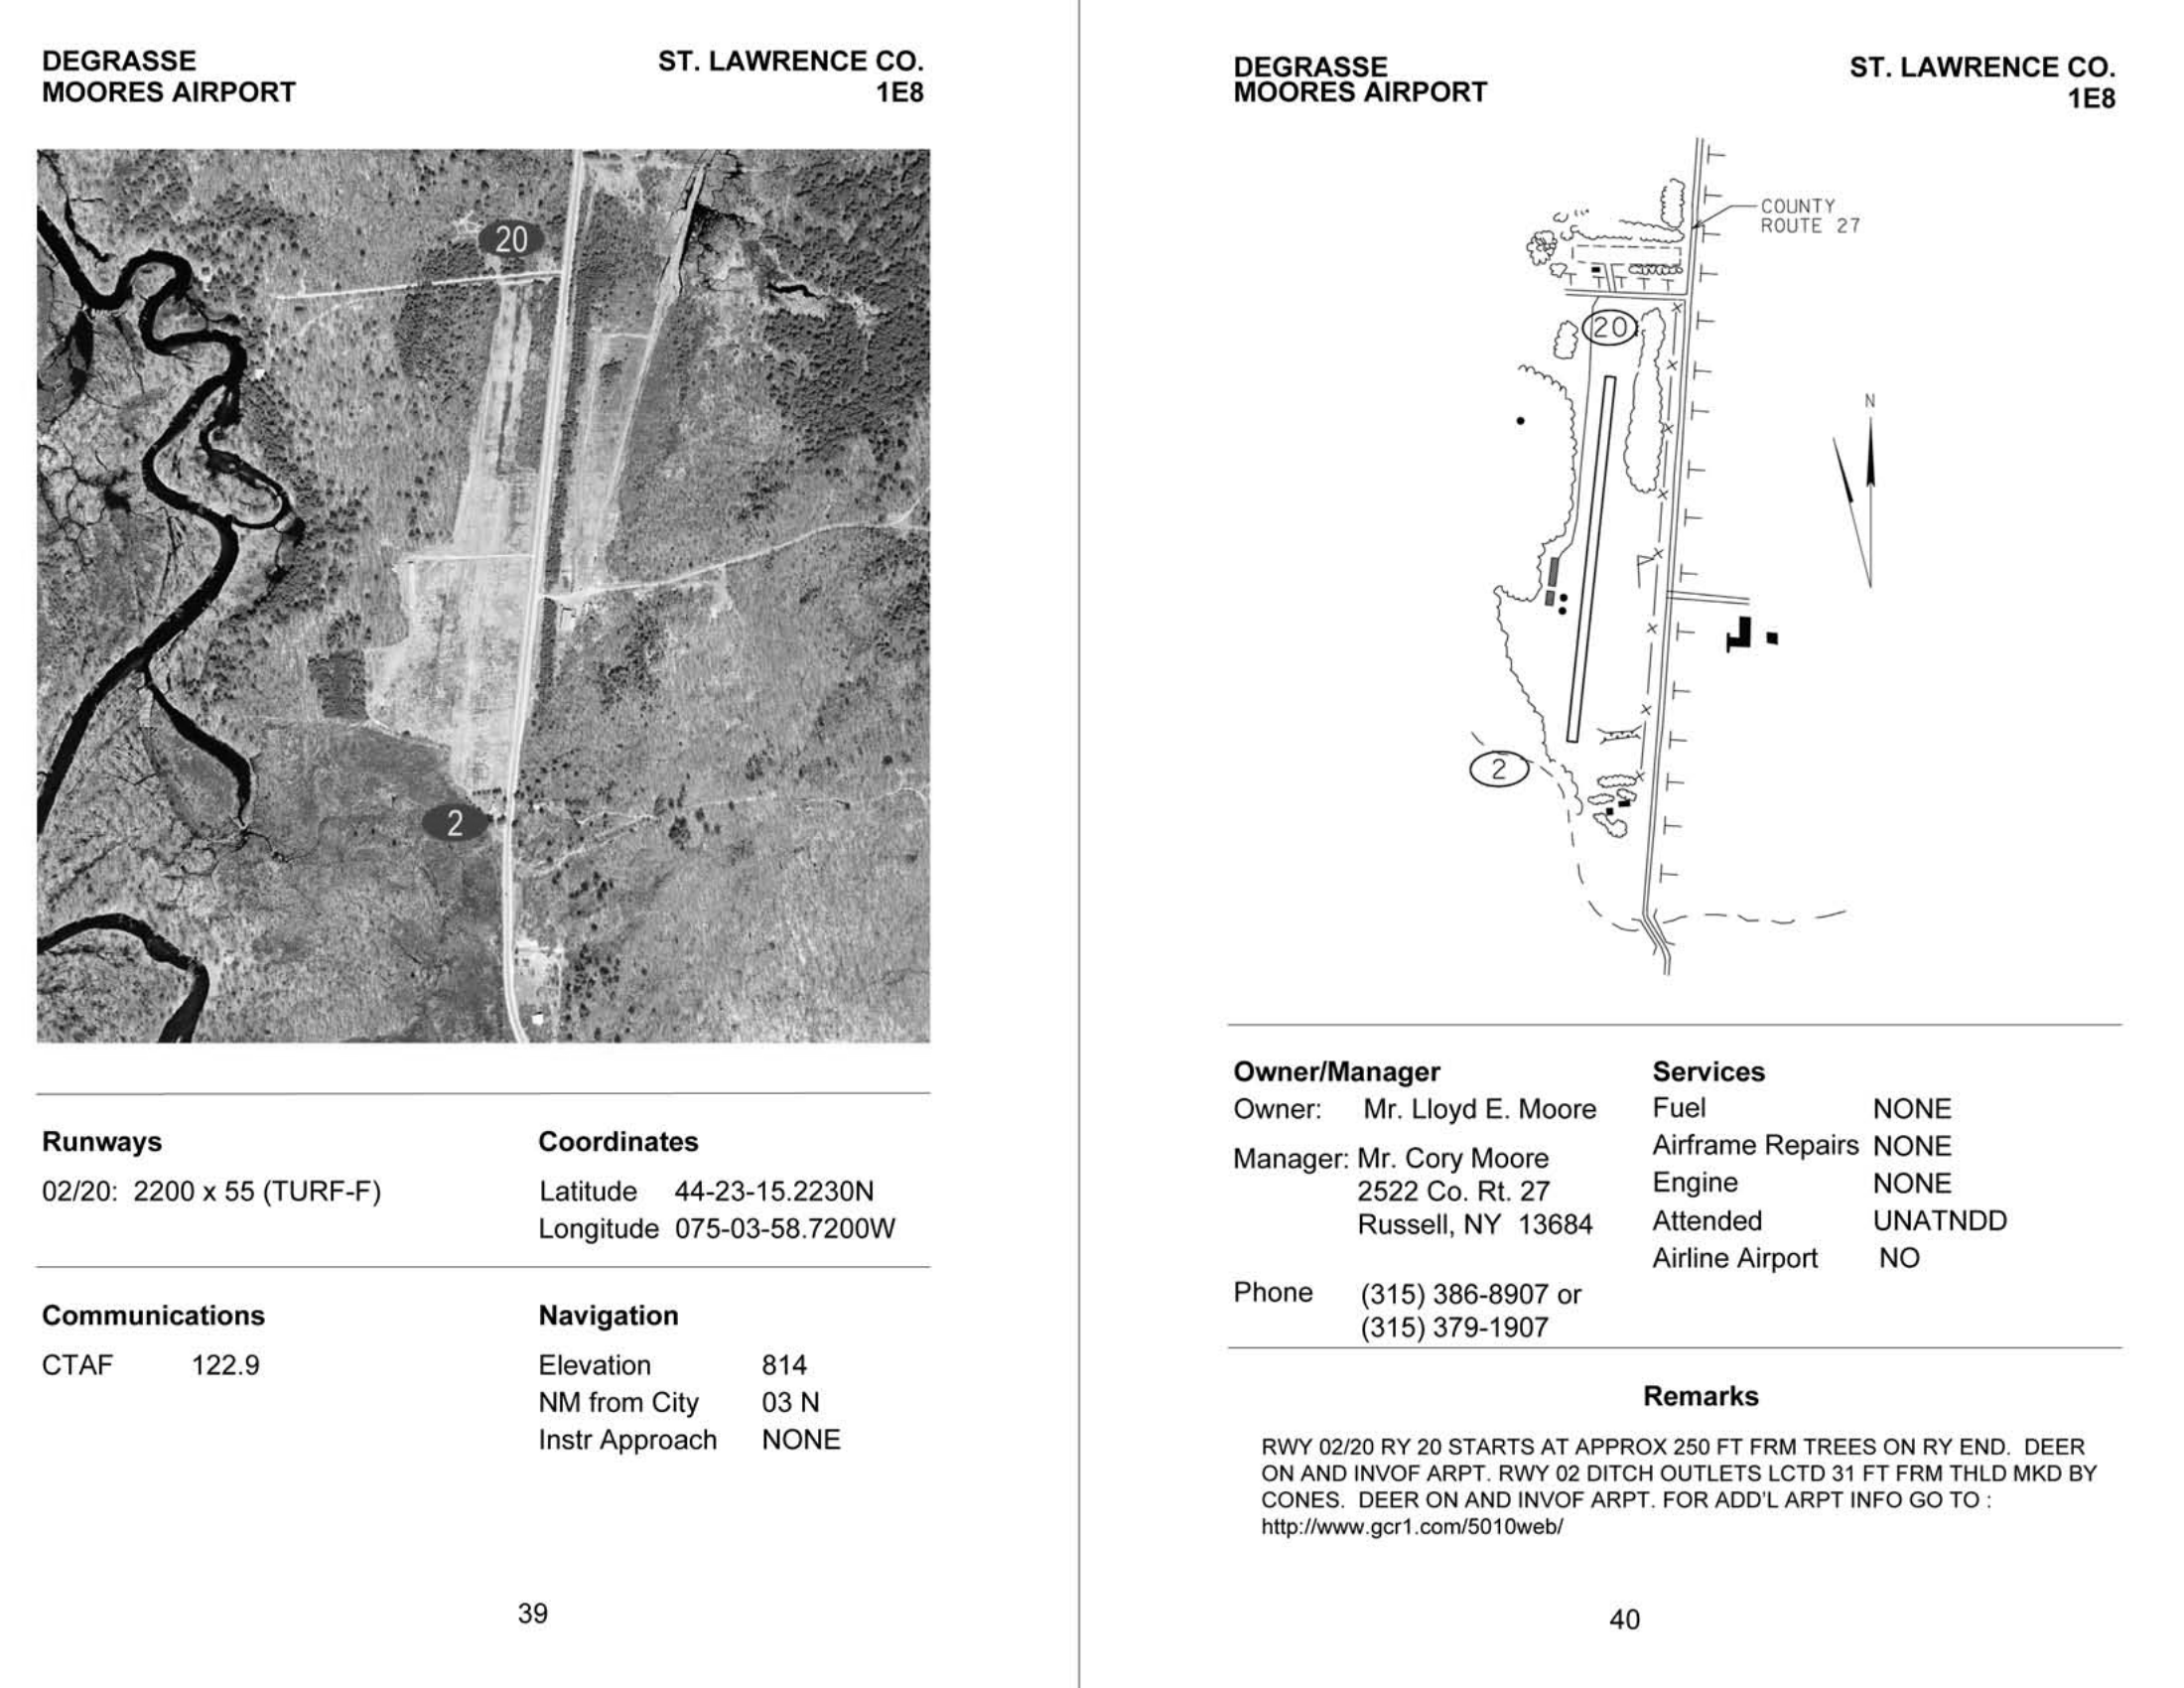 DEGRASSE
MOORES AIRPORT
ST. LAWRENCE CO.
1E8
20
2
Runways
02/20: 2200 x 55 (TURF-F)
Coordinates
Latitude 44-23-15.2230N
Longitude 075-03-58.7200W
Communications
CTAF 122.9
Navigation
Elevation 814
NM from City 03 N
Instr Approach NONE
39
DEGRASSE
MOORES AIRPORT
ST. LAWRENCE CO.
1E8
COUNTY
ROUTE 27
20
N
2
Owner/Manager
Owner: Mr. Lloyd E. Moore
Manager: Mr. Cory Moore
2522 Co. Rt. 27
Russell, NY 13684
Phone (315) 386-8907 or
(315) 379-1907
Services
Fuel NONE
Airframe Repairs NONE
Engine NONE
Attended UNATNDD
Airline Airport NO
Remarks
RWY 02/20 RY 20 STARTS AT APPROX 250 FT FRM TREES ON RY END. DEER
ON AND INVOF ARPT. RWY 02 DITCH OUTLETS LCTD 31 FT FRM THLD MKD BY
CONES. DEER ON AND INVOF ARPT. FOR ADD'L ARPT INFO GO TO :
http://www.gcr1.com/5010web/
40